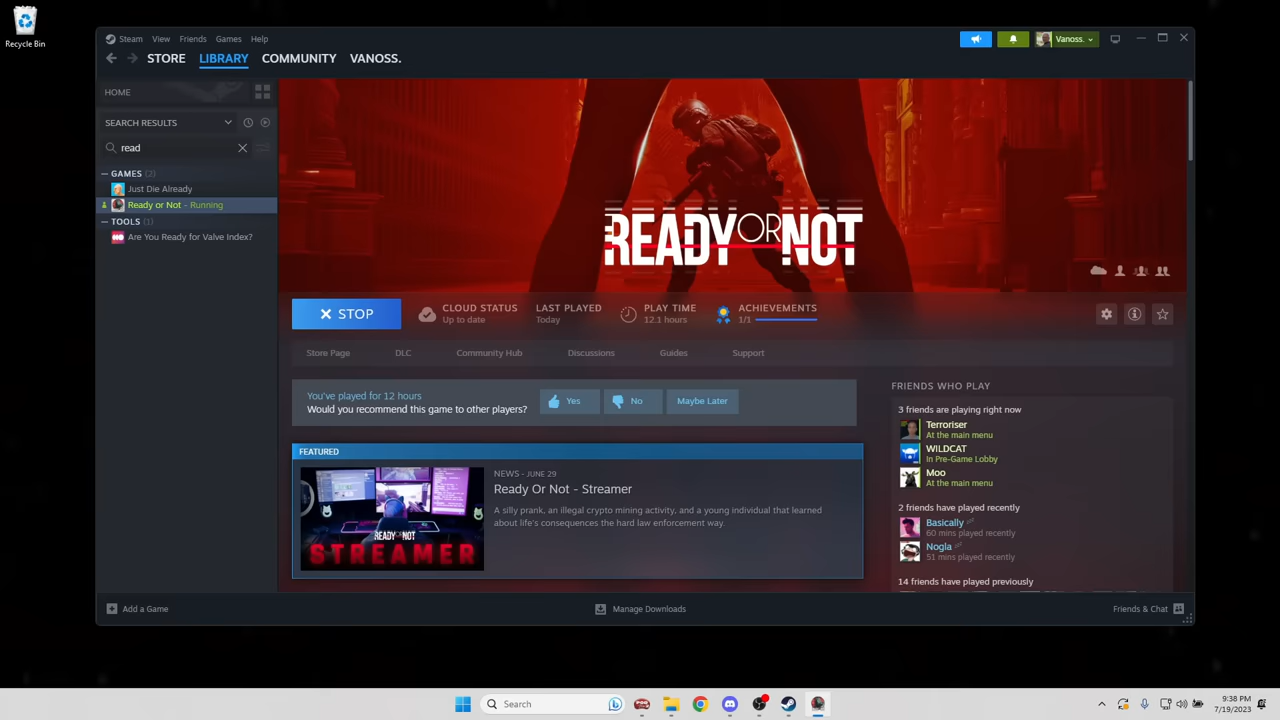 Recycle Bin
Steam View Friends Games Help
Vanoss.
STORE LIBRARY COMMUNITY VANOSS.
HOME
SEARCH RESULTS
read
GAMES (2)
Just Die Already
Ready or Not - Running
TOOLS (1)
Are You Ready for Valve Index?
READY OR NOT
STOP
CLOUD STATUS
Up to date
LAST PLAYED
Today
PLAY TIME
12.1 hours
ACHIEVEMENTS
1/1
Store Page DLC Community Hub Discussions Guides Support
You've played for 12 hours
Would you recommend this game to other players?
Yes No Maybe Later
FEATURED
READY OR NOT
STREAMER
NEWS - JUNE 29
Ready Or Not - Streamer
A silly prank, an illegal crypto mining activity, and a young individual that learned
about life's consequences the hard law enforcement way.
FRIENDS WHO PLAY
3 friends are playing right now
Terroriser
At the main menu
WILDCAT
In Pre-Game Lobby
Moo
At the main menu
2 friends have played recently
Basically zz
60 mins played recently
Nogla zz
51 mins played recently
14 friends have played previously
Add a Game
Manage Downloads
Friends & Chat
Search
9:38 PM
7/19/2023